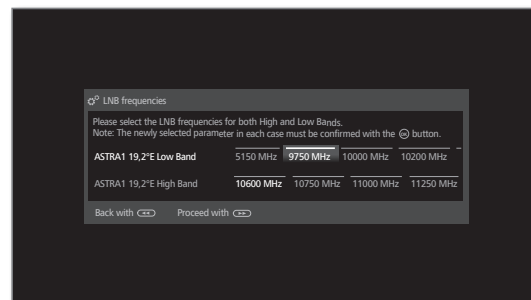 LNB frequencies
Please select the LNB frequencies for both High and Low Bands.
Note: The newly selected parameter in each case must be confirmed with the OK button.
ASTRA1 19,2°E Low Band 5150 MHz 9750 MHz 10000 MHz 10200 MHz
ASTRA1 19,2°E High Band 10600 MHz 10750 MHz 11000 MHz 11250 MHz
Back with Proceed with